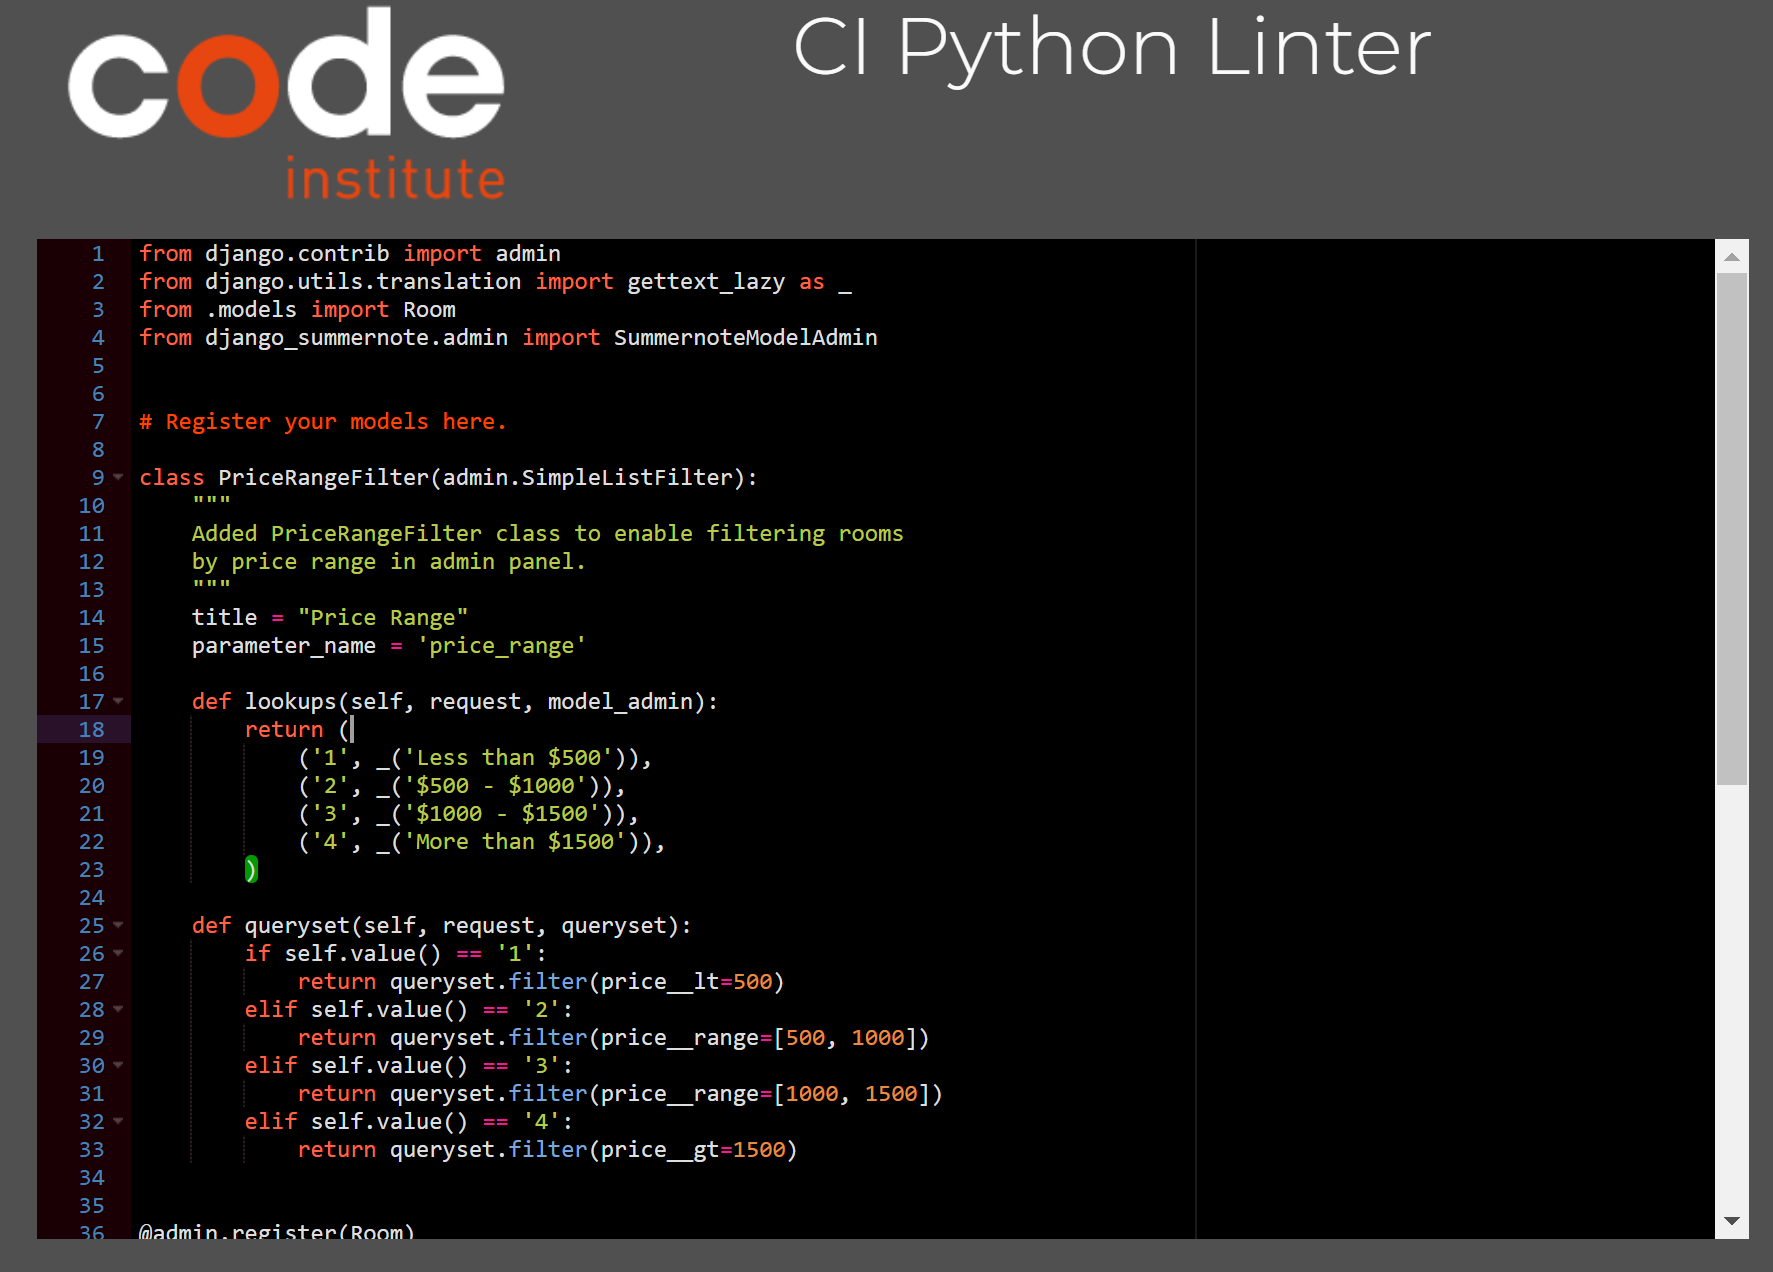 code
institute
CI Python Linter
1 from django.contrib import admin
2 from django.utils.translation import gettext_lazy as _
3 from .models import Room
4 from django_summernote.admin import SummernoteModelAdmin
5
6
7 # Register your models here.
8
9 class PriceRangeFilter(admin.SimpleListFilter):
10     """
11     Added PriceRangeFilter class to enable filtering rooms
12     by price range in admin panel.
13     """
14     title = "Price Range"
15     parameter_name = 'price_range'
16
17     def lookups(self, request, model_admin):
18         return (
19             ('1', _('Less than $500')),
20             ('2', _('$500 - $1000')),
21             ('3', _('$1000 - $1500')),
22             ('4', _('More than $1500')),
23         )
24
25     def queryset(self, request, queryset):
26         if self.value() == '1':
27             return queryset.filter(price__lt=500)
28         elif self.value() == '2':
29             return queryset.filter(price__range=[500, 1000])
30         elif self.value() == '3':
31             return queryset.filter(price__range=[1000, 1500])
32         elif self.value() == '4':
33             return queryset.filter(price__gt=1500)
34
35
36 @admin.register(Room)